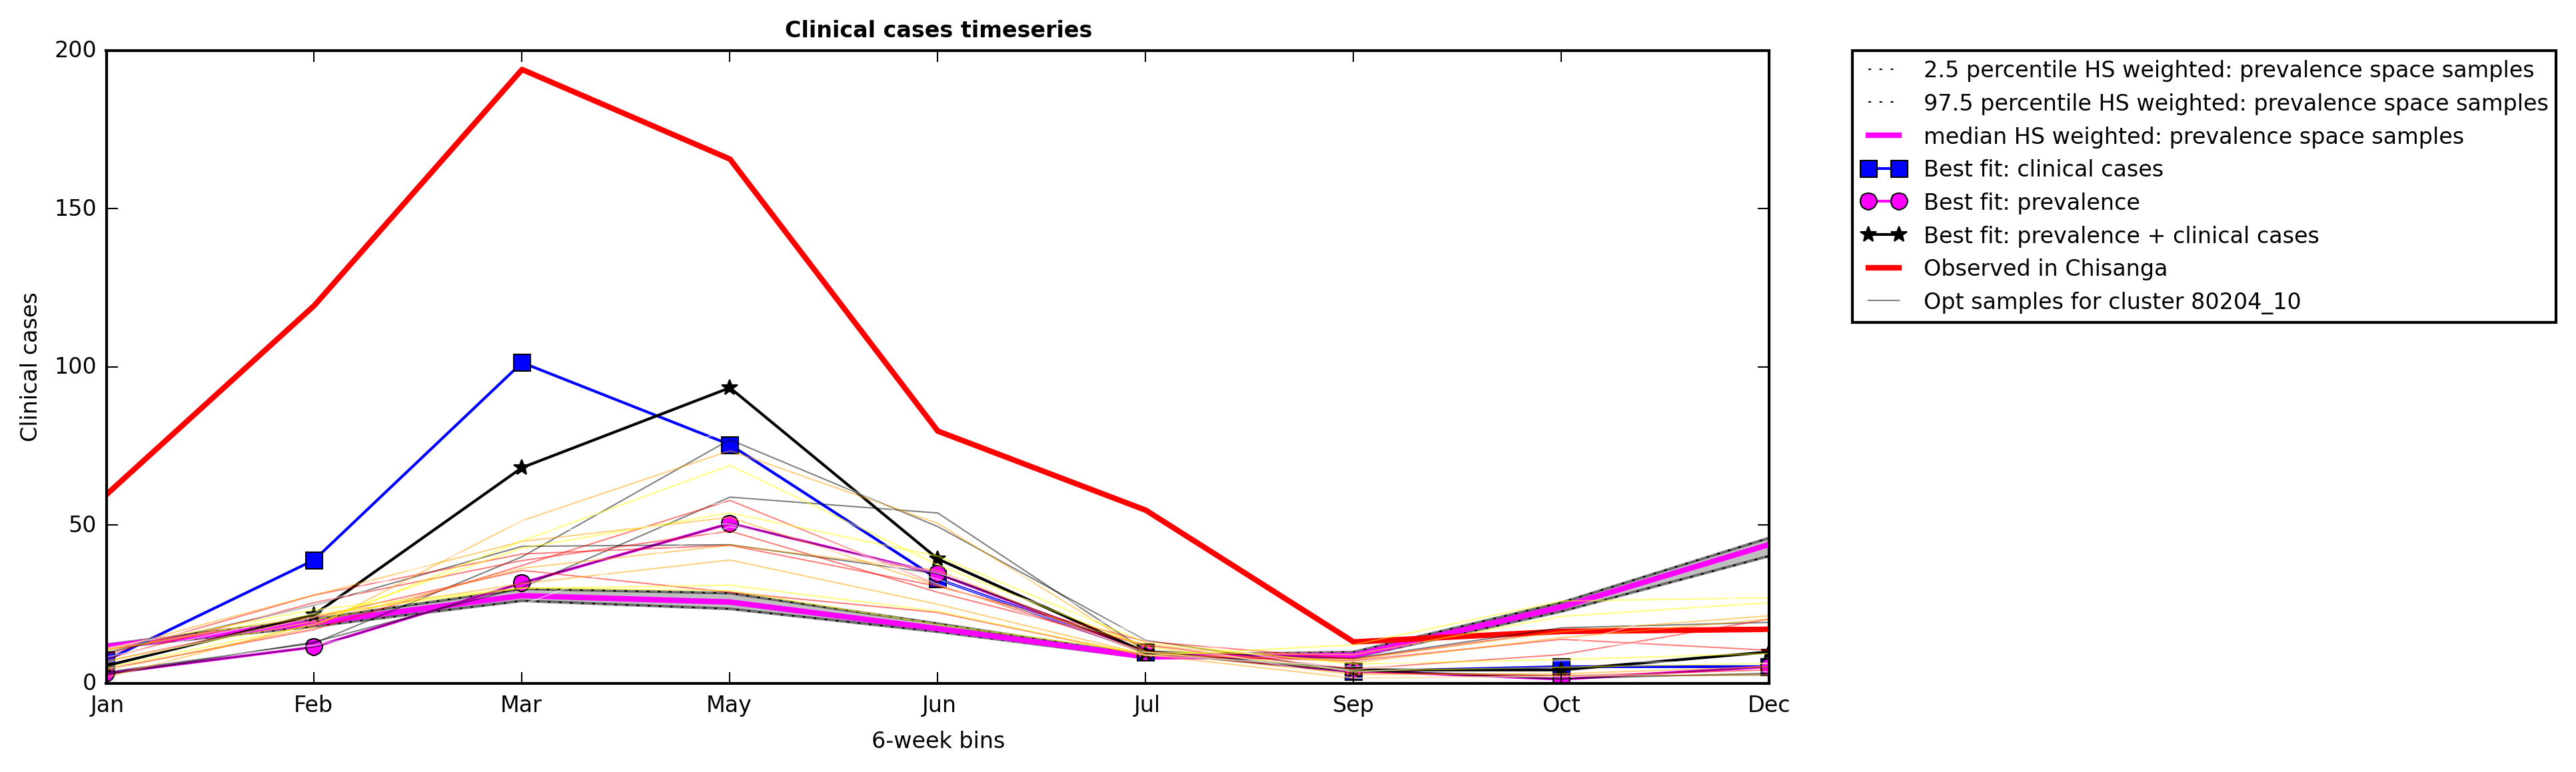 Clinical cases timeseries
200
150
100
50
0
Clinical cases
Jan Feb Mar May Jun Jul Sep Oct Dec
6-week bins
2.5 percentile HS weighted: prevalence space samples
97.5 percentile HS weighted: prevalence space samples
median HS weighted: prevalence space samples
Best fit: clinical cases
Best fit: prevalence
Best fit: prevalence + clinical cases
Observed in Chisanga
Opt samples for cluster 80204_10